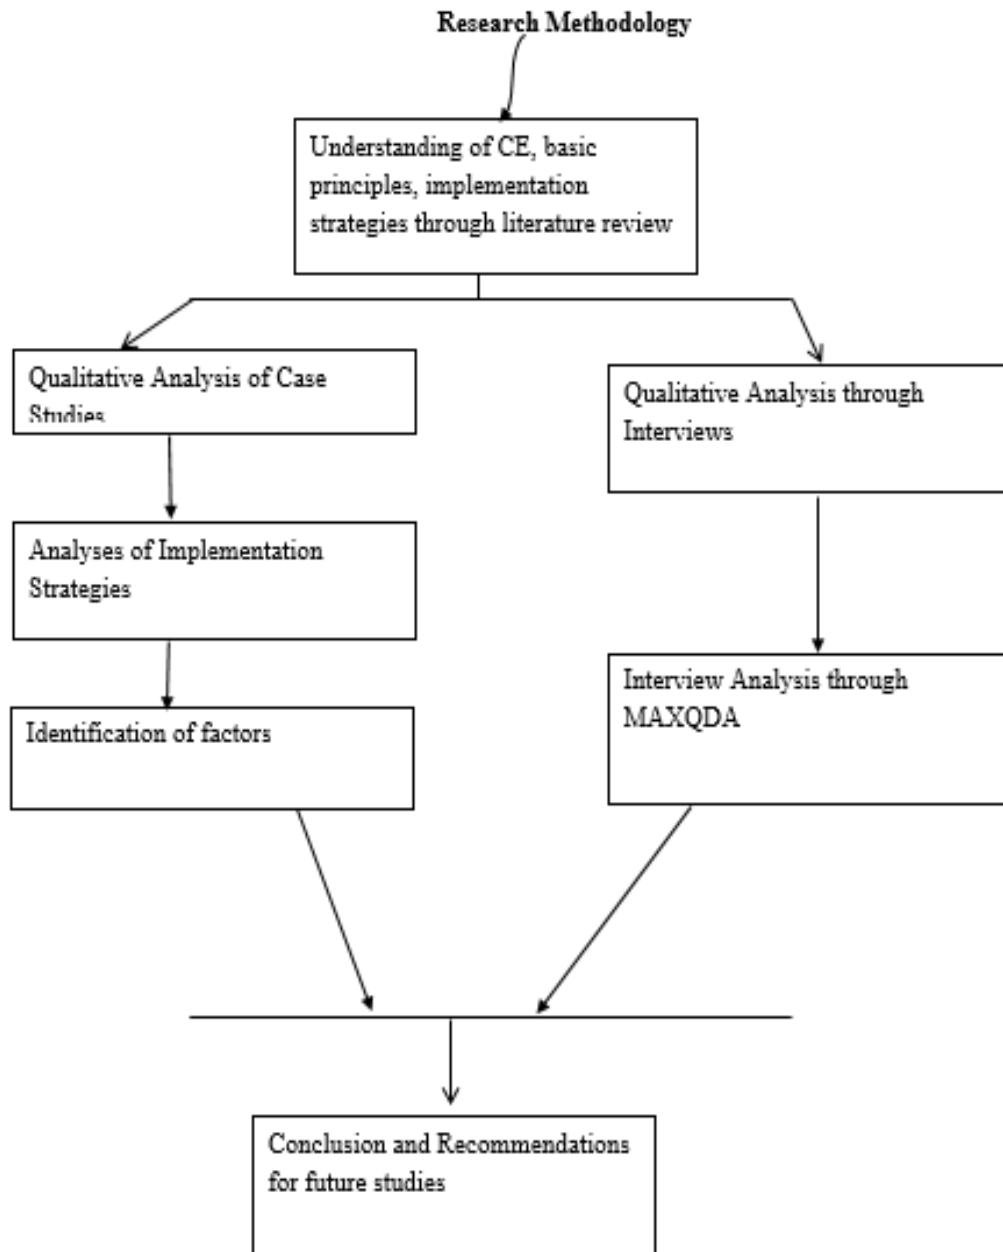 Research Methodology
Understanding of CE, basic
principles, implementation
strategies through literature review
Qualitative Analysis of Case
Studies
Qualitative Analysis through
Interviews
Analyses of Implementation
Strategies
Interview Analysis through
MAXQDA
Identification of factors
Conclusion and Recommendations
for future studies